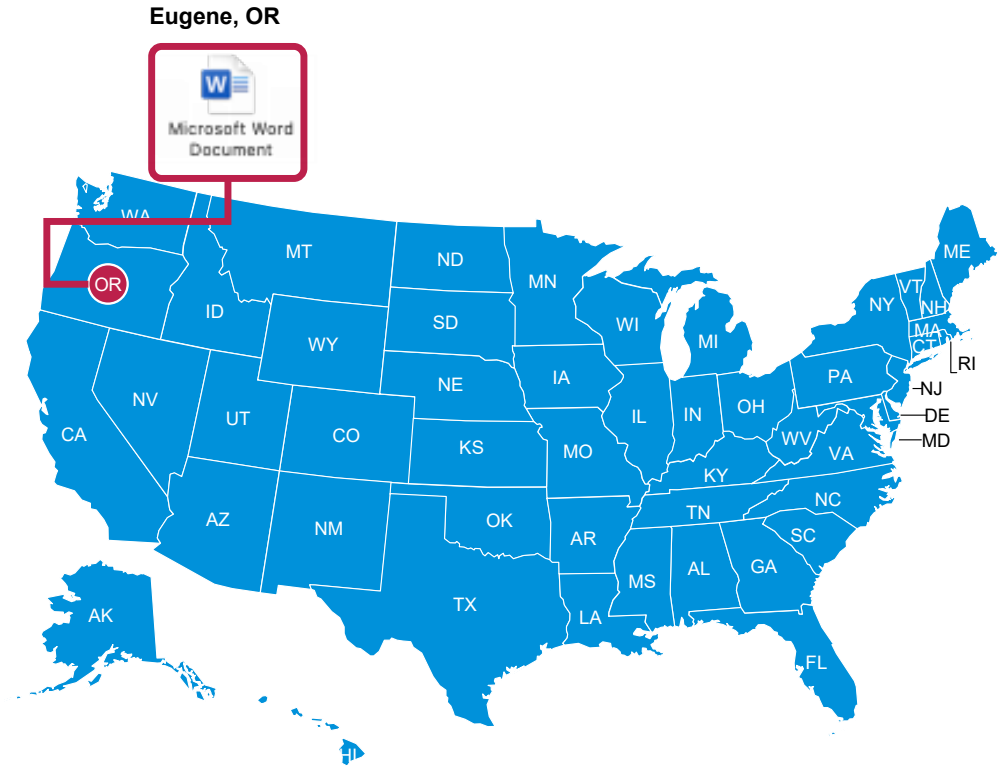 Eugene, OR
W
Microsoft Word
Document
WA
OR
MT
ND
MN
ME
ID
WY
SD
WI
MI
NY
VT
NH
MA
CT
RI
NE
IA
PA
NJ
NV
UT
CO
KS
MO
IL
IN
OH
WV
VA
DE
MD
CA
KY
AZ
NM
OK
AR
TN
NC
SC
TX
LA
MS
AL
GA
AK
FL
HI